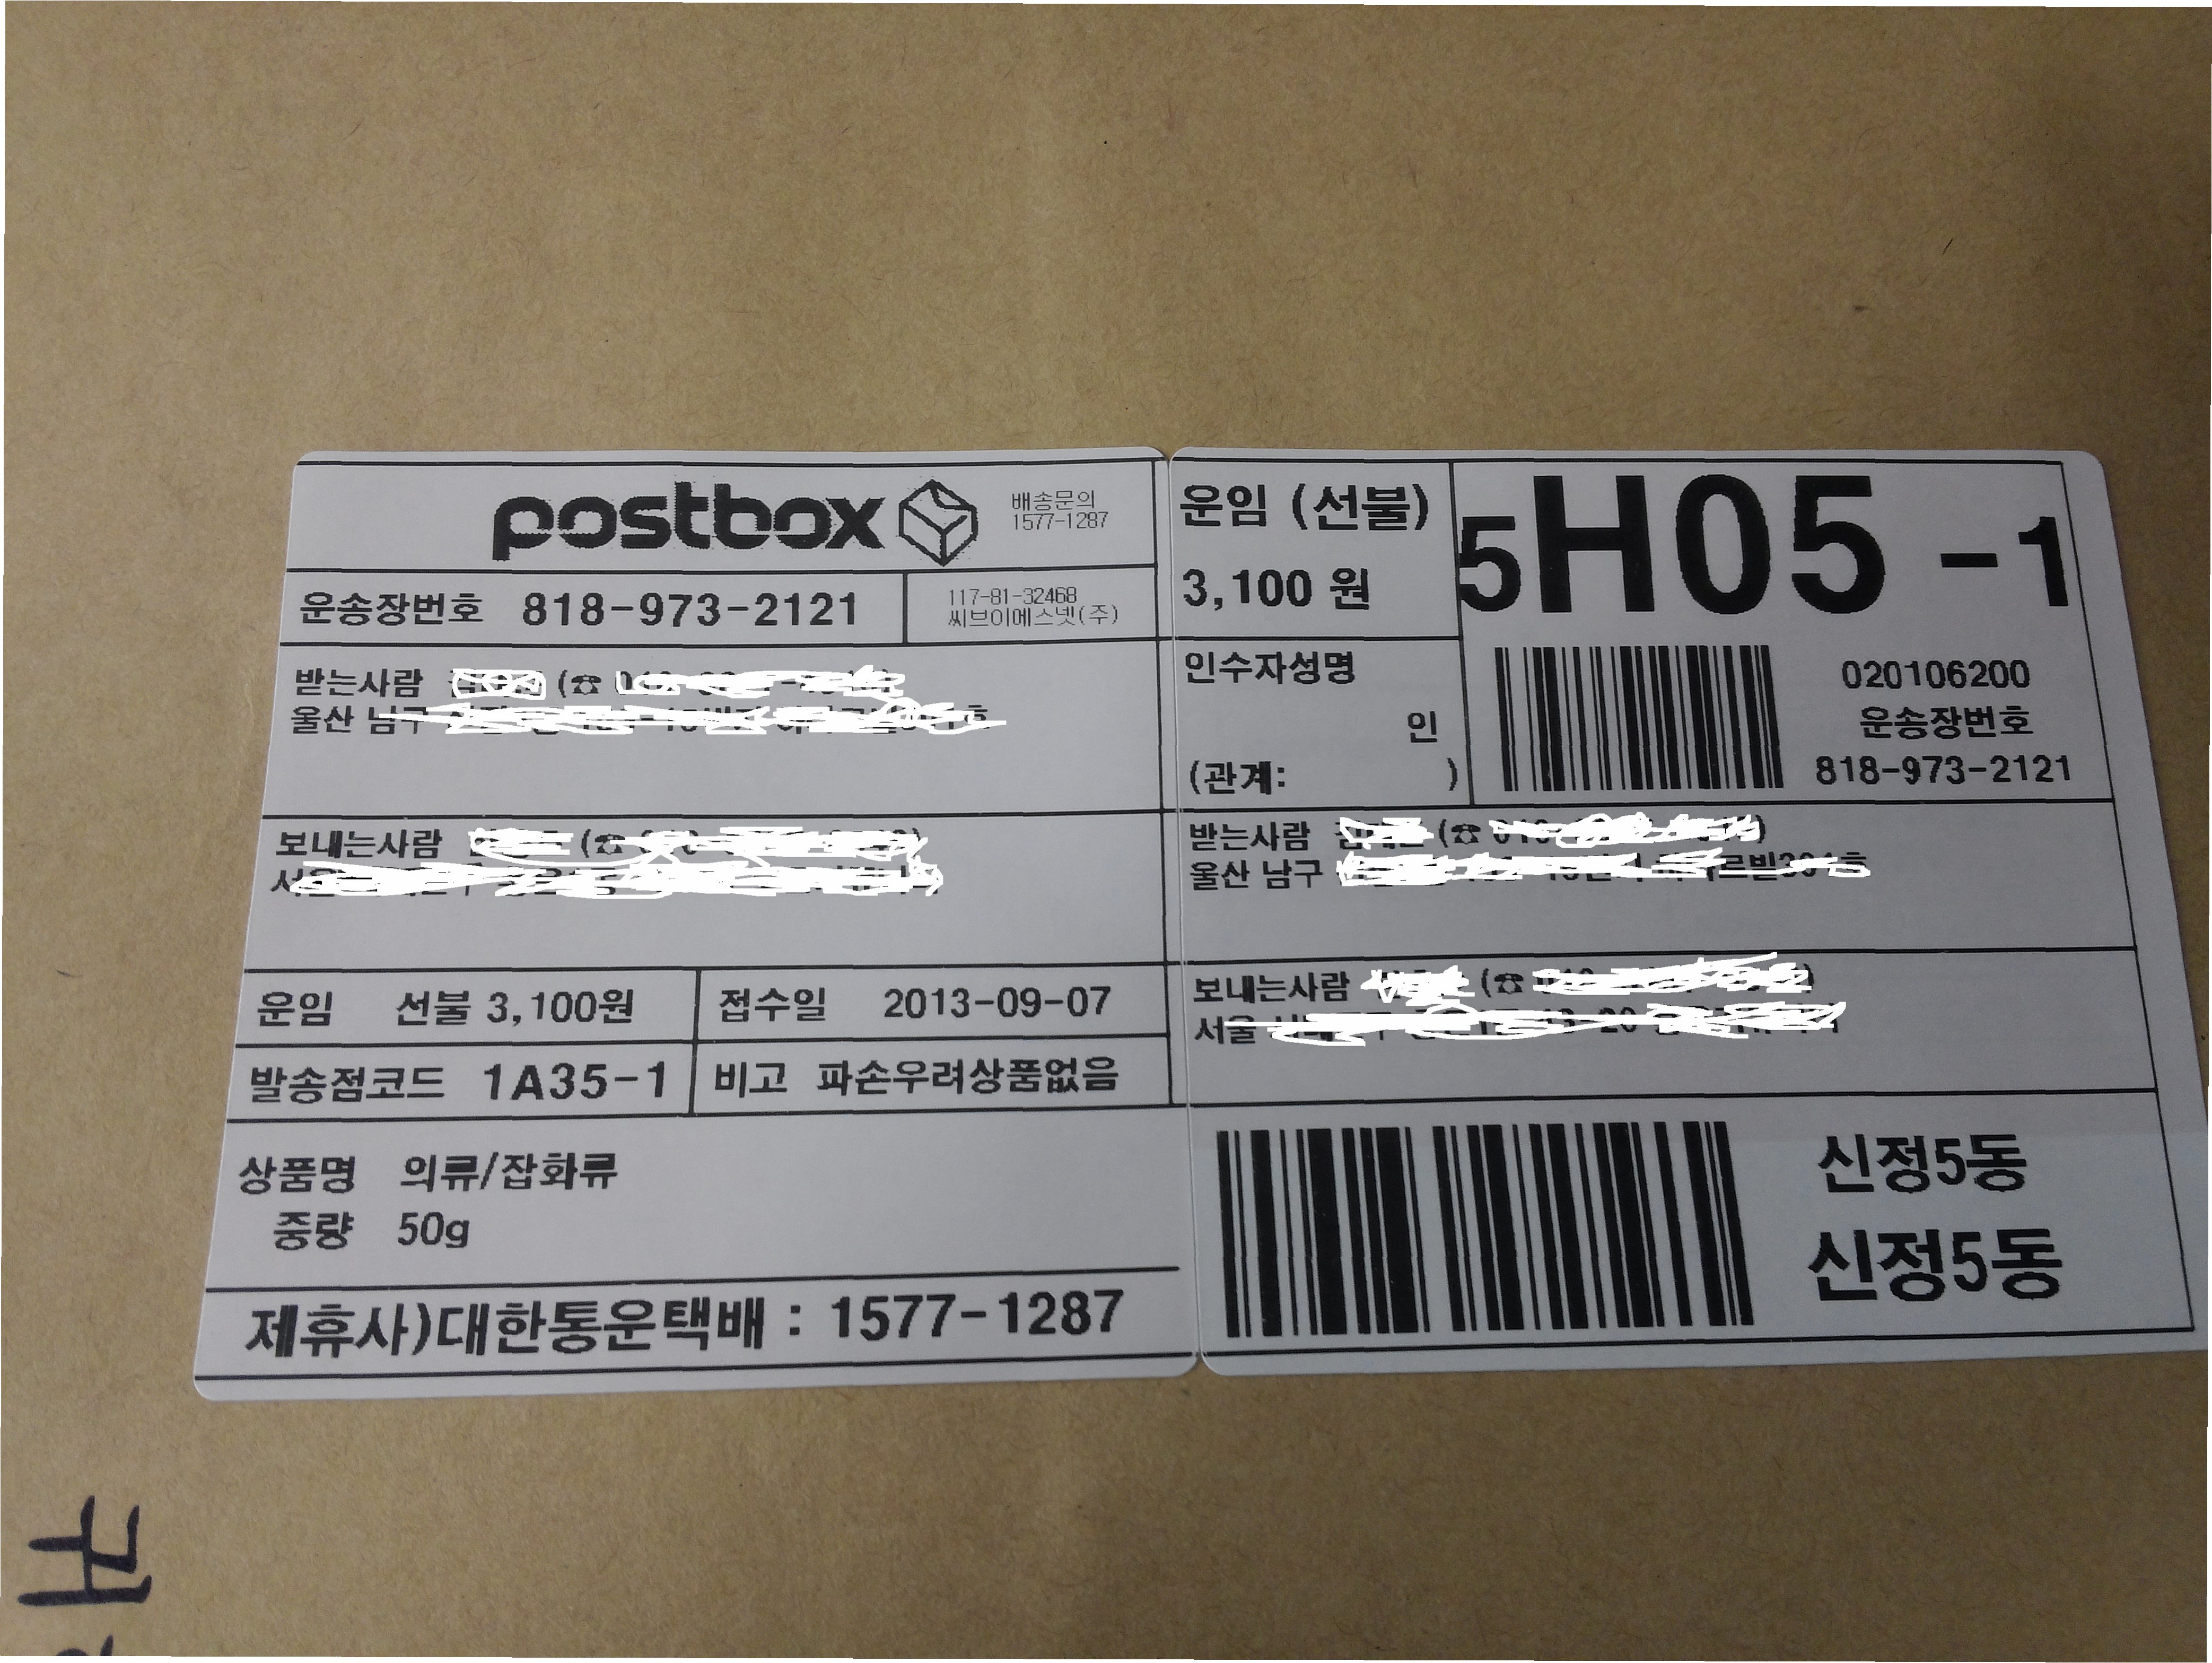 postbox
배송문의
1577-1287
운송장번호 818-973-2121
117-81-32468
씨브이에스넷(주)
받는사람 (☎
울산 남구
보내는사람 (☎
운임 선불 3,100원
접수일 2013-09-07
발송점코드 1A35-1
비고 파손우려상품없음
상품명 의류/잡화류
중량 50g
제휴사)대한통운택배 : 1577-1287
운임 (선불)
3,100 원
5H05-1
인수자성명
인
(관계: )
020106200
운송장번호
818-973-2121
받는사람 (☎
울산 남구
보내는사람 (☎
서울
신정5동
신정5동
귀